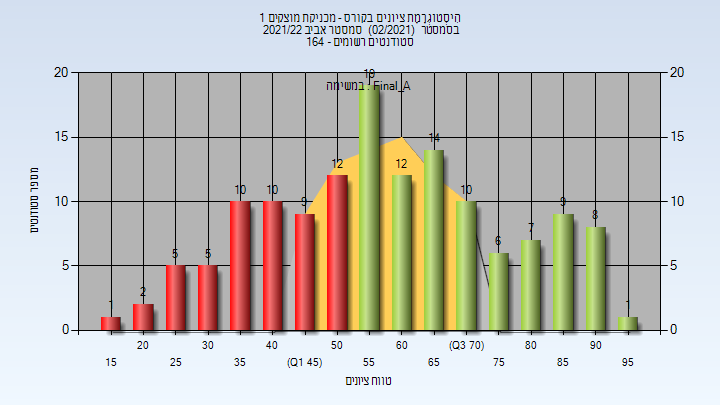 היסטוגרמת ציונים בקורס - מכניקת מוצקים 1
בסמסטר (02/2021) סמסטר אביב 2021/22
סטודנטים רשומים - 164
במשימה : Final_A
מספר סטודנטים
20 20
15 15
10 10
5 5
0 0
1 2 5 5 10 10 9 12 19 12 14 10 6 7 9 8 1
20 30 40 50 60 (Q3 70) 80 90
15 25 35 (Q1 45) 55 65 75 85 95
טווח ציונים